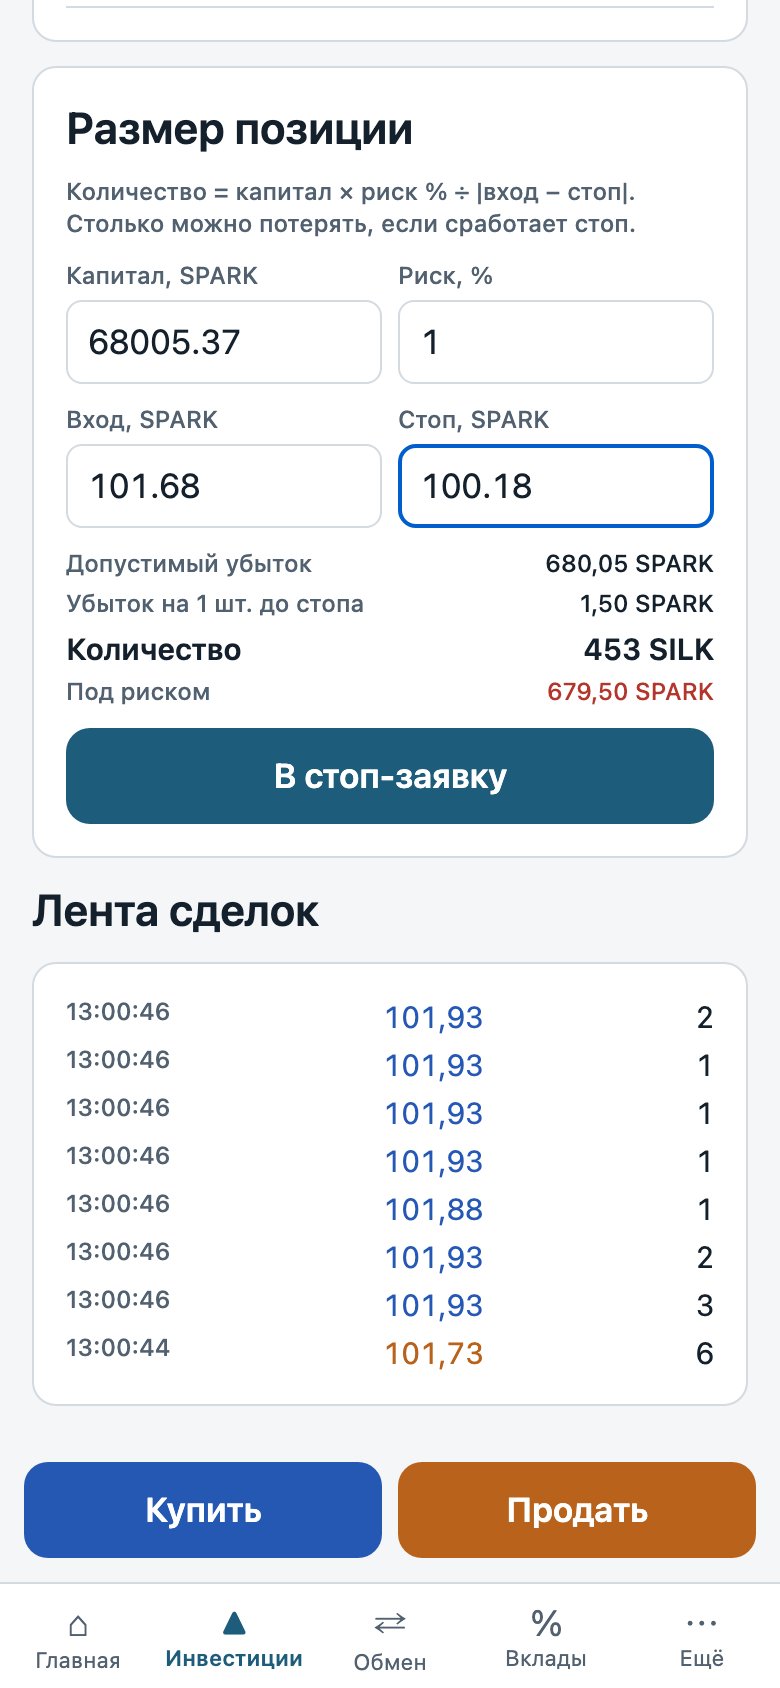 Размер позиции
Количество = капитал × риск % ÷ |вход − стоп|.
Столько можно потерять, если сработает стоп.
Капитал, SPARK Риск, %
68005.37 1
Вход, SPARK Стоп, SPARK
101.68 100.18
Допустимый убыток 680,05 SPARK
Убыток на 1 шт. до стопа 1,50 SPARK
Количество 453 SILK
Под риском 679,50 SPARK
В стоп-заявку
Лента сделок
13:00:46 101,93 2
13:00:46 101,93 1
13:00:46 101,93 1
13:00:46 101,93 1
13:00:46 101,88 1
13:00:46 101,93 2
13:00:46 101,93 3
13:00:44 101,73 6
Купить Продать
Главная Инвестиции Обмен Вклады Ещё